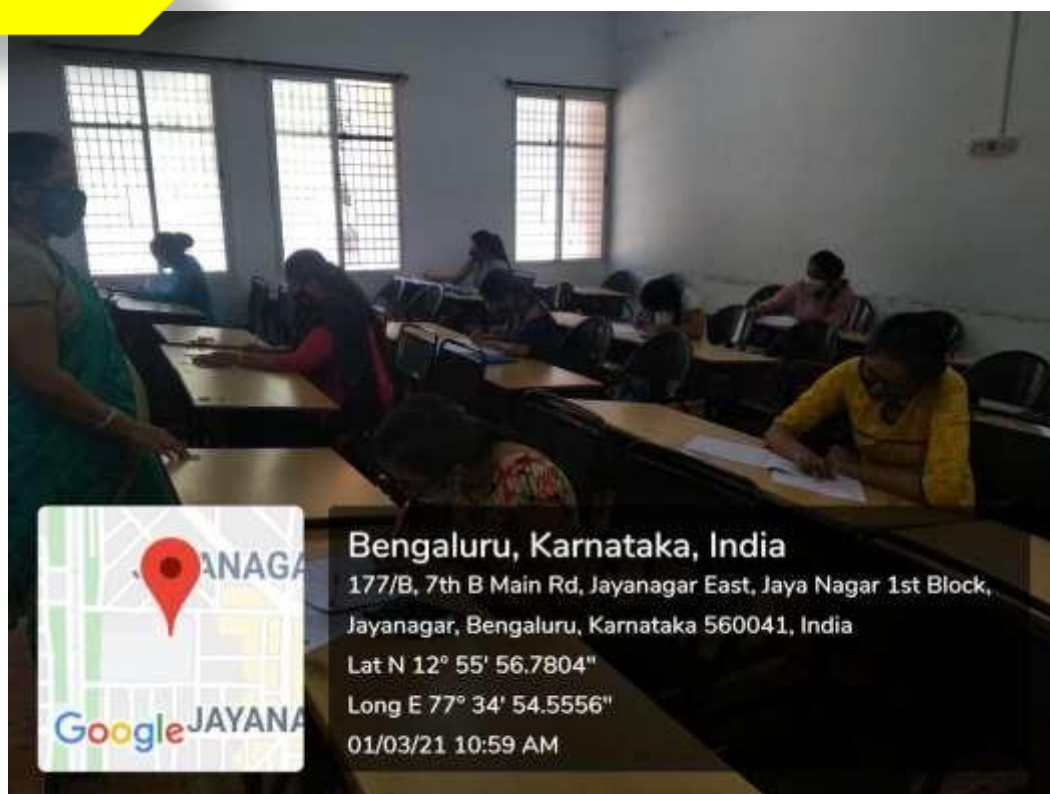 Bengaluru, Karnataka, India
177/B, 7th B Main Rd, Jayanagar East, Jaya Nagar 1st Block,
Jayanagar, Bengaluru, Karnataka 560041, India
Lat N 12° 55' 56.7804"
Long E 77° 34' 54.5556"
01/03/21 10:59 AM
ANAGA
JAYANA
Google